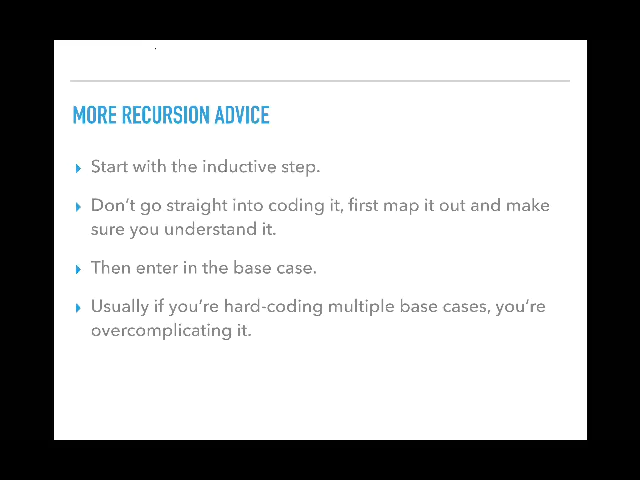 MORE RECURSION ADVICE
Start with the inductive step.
Don’t go straight into coding it, first map it out and make
sure you understand it.
Then enter in the base case.
Usually if you’re hard-coding multiple base cases, you’re
overcomplicating it.